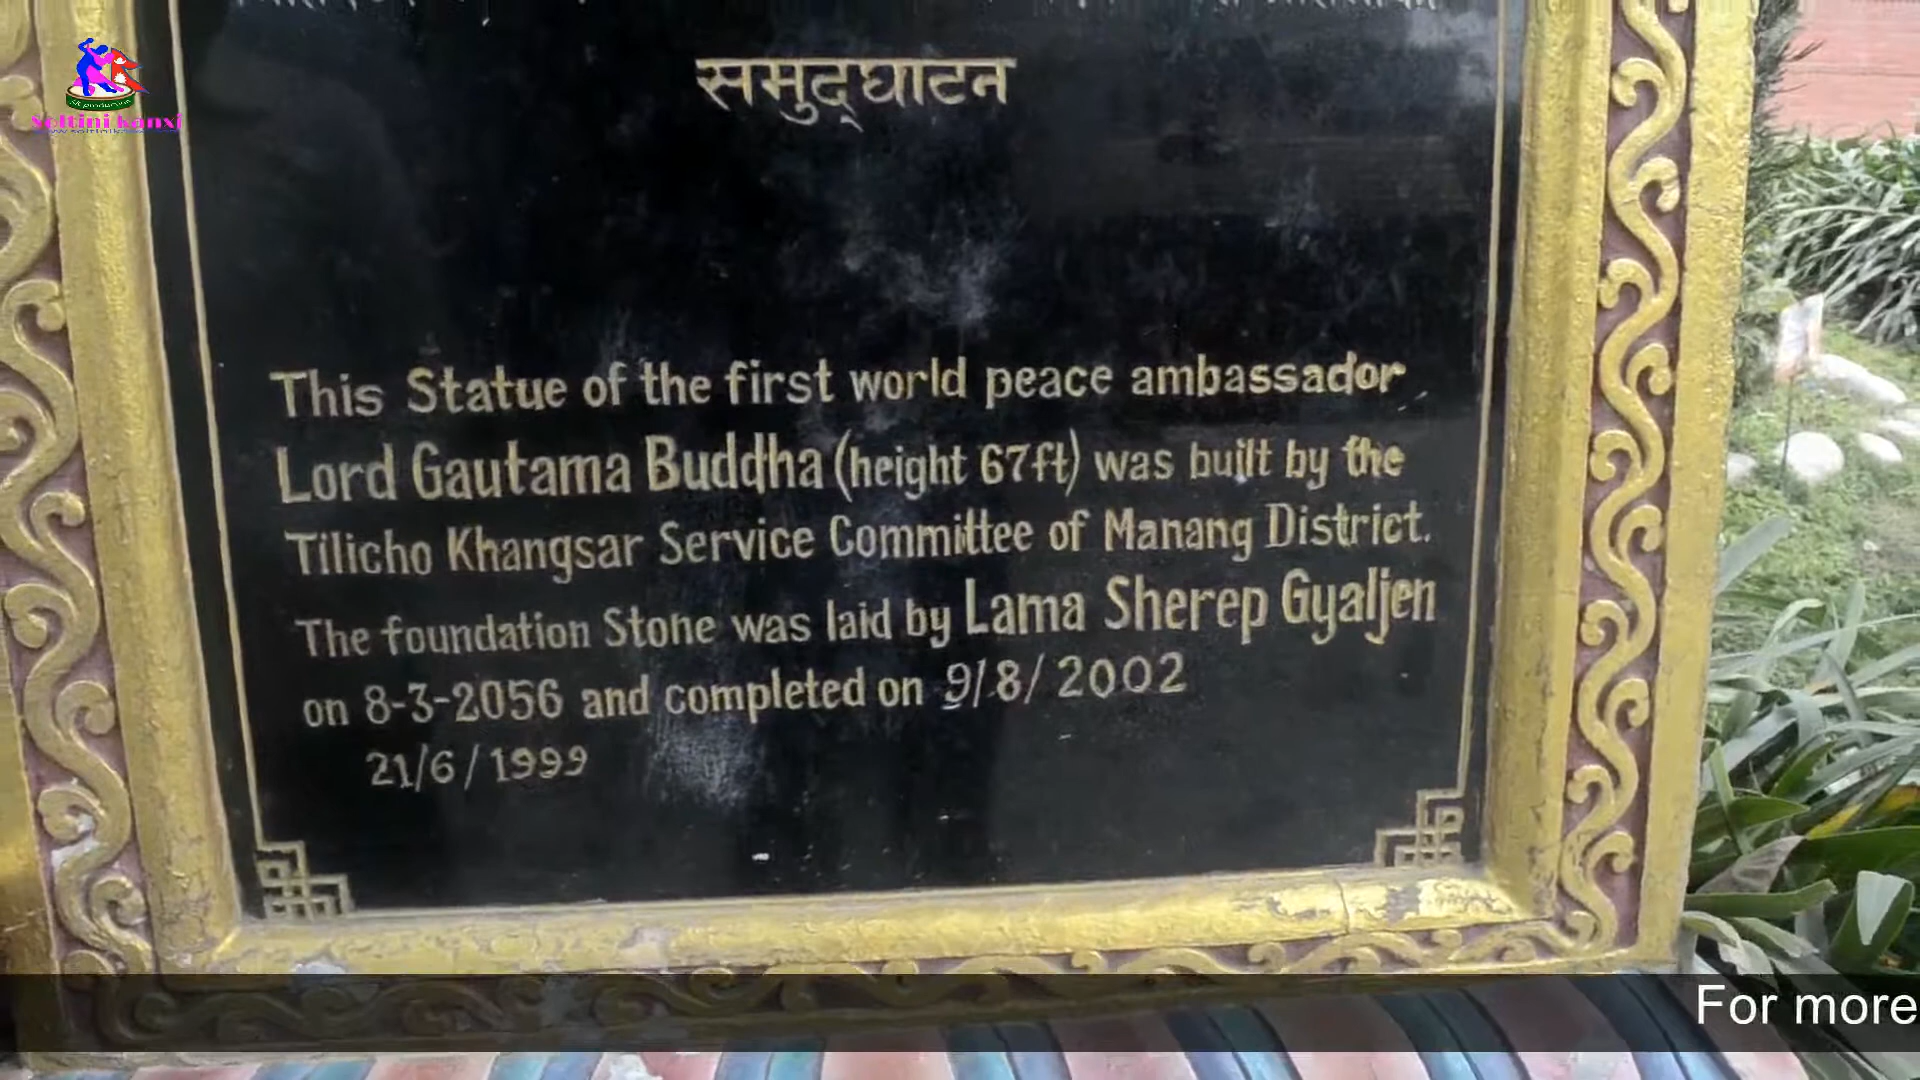 Soltini kanxi
समुद्घाटन
This Statue of the first world peace ambassador
Lord Gautama Buddha (height 67ft) was built by the
Tilicho Khangsar Service Committee of Manang District.
The foundation Stone was laid by Lama Sherep Gyaljen
on 8-3-2056 and completed on 9/8/2002
21/6/1999
For more